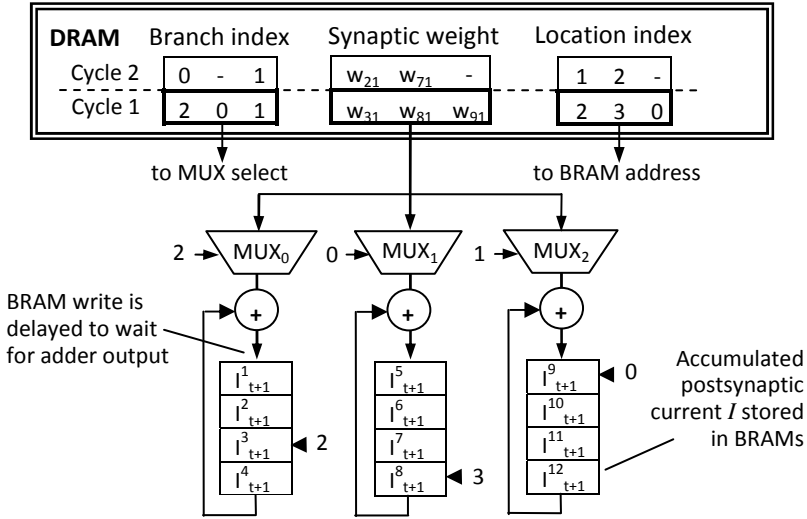 DRAM Branch index Synaptic weight Location index
Cycle 2 0 - 1 w21 w71 - 1 2 -
Cycle 1 2 0 1 w31 w81 w91 2 3 0
to MUX select to BRAM address
2 MUX0 0 MUX1 1 MUX2
+ + +
BRAM write is
delayed to wait
for adder output
I1t+1 I5t+1 I9t+1 0
I2t+1 I6t+1 I10t+1
I3t+1 2 I7t+1 I11t+1
I4t+1 I8t+1 3 I12t+1
Accumulated
postsynaptic
current I stored
in BRAMs